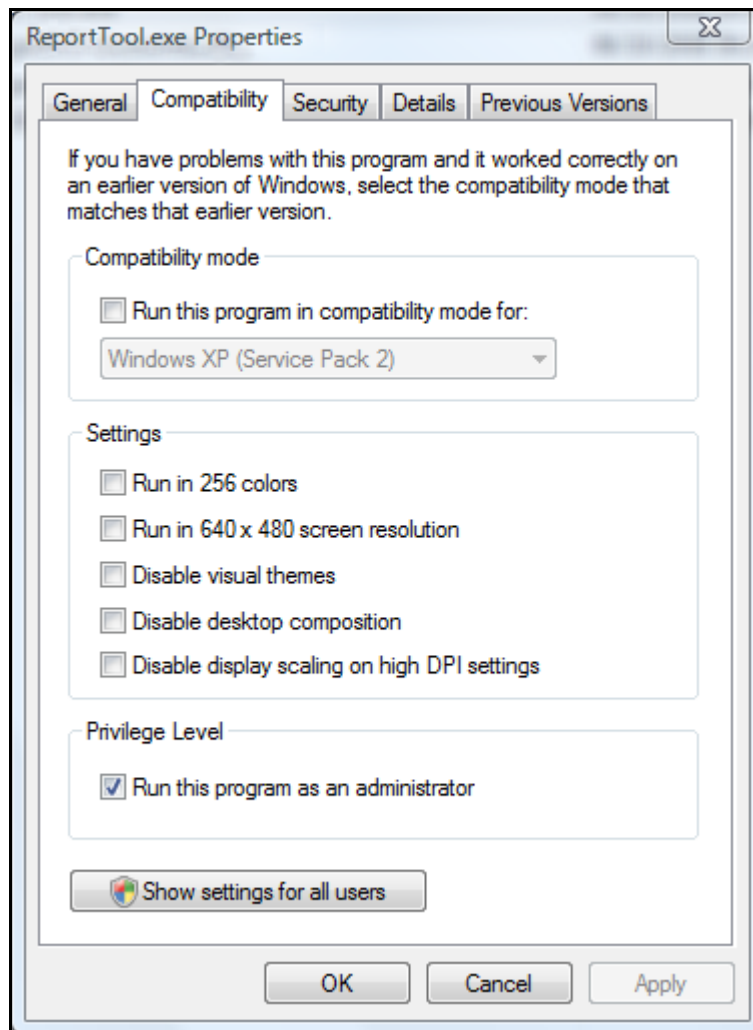 ReportTool.exe Properties
General Compatibility Security Details Previous Versions
If you have problems with this program and it worked correctly on
an earlier version of Windows, select the compatibility mode that
matches that earlier version.
Compatibility mode
Run this program in compatibility mode for:
Windows XP (Service Pack 2)
Settings
Run in 256 colors
Run in 640 x 480 screen resolution
Disable visual themes
Disable desktop composition
Disable display scaling on high DPI settings
Privilege Level
Run this program as an administrator
Show settings for all users
OK Cancel Apply